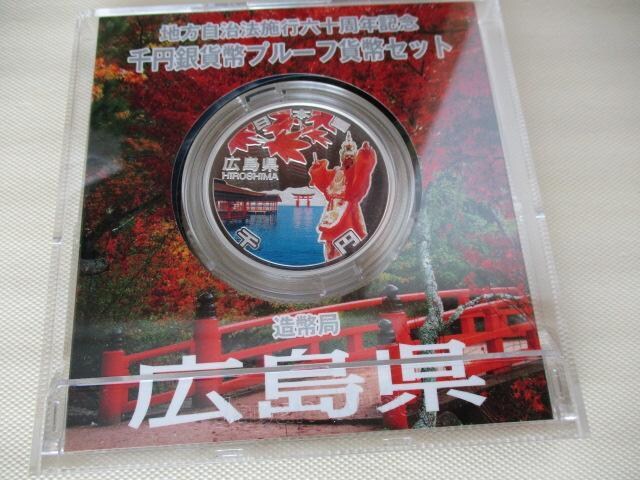 地方自治法施行六十周年記念
千円銀貨幣プルーフ貨幣セット
日本国
広島県
HIROSHIMA
千円
造幣局
広島県